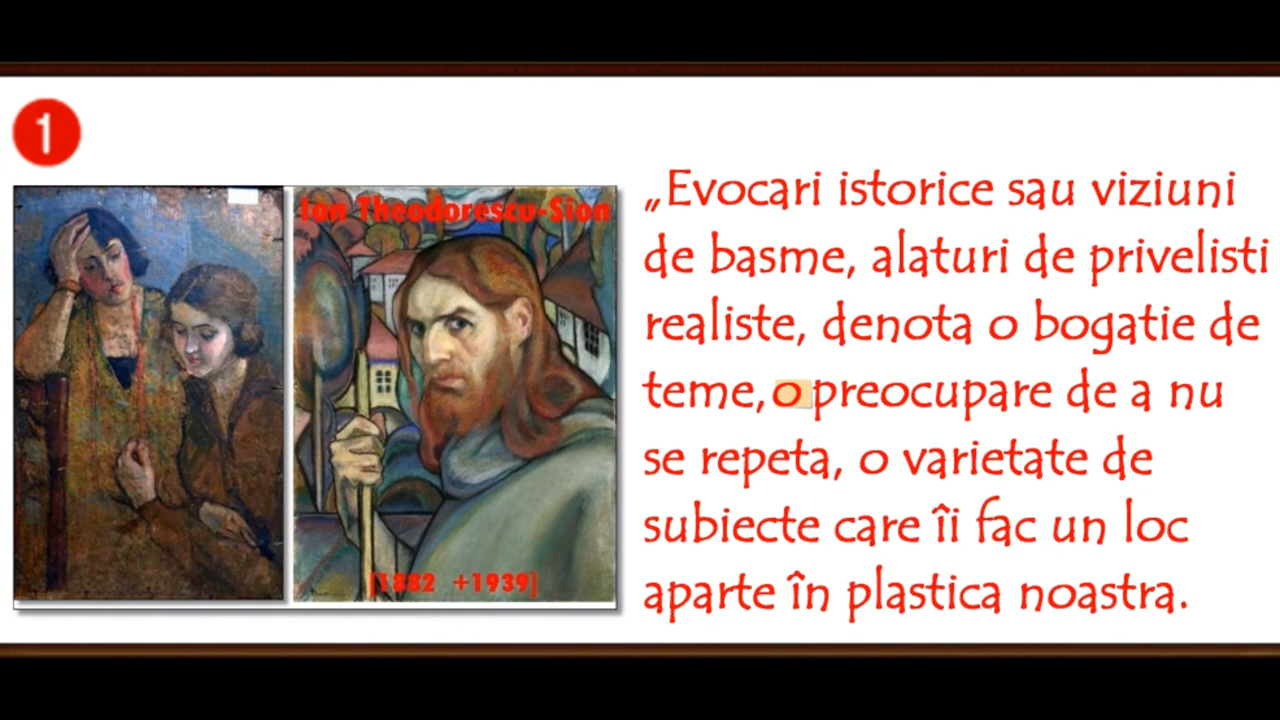 1
Ion Theodorescu-Sion
[1882 +1939]
„Evocari istorice sau viziuni
de basme, alaturi de privelisti
realiste, denota o bogatie de
teme, o preocupare de a nu
se repeta, o varietate de
subiecte care îi fac un loc
aparte în plastica noastra.